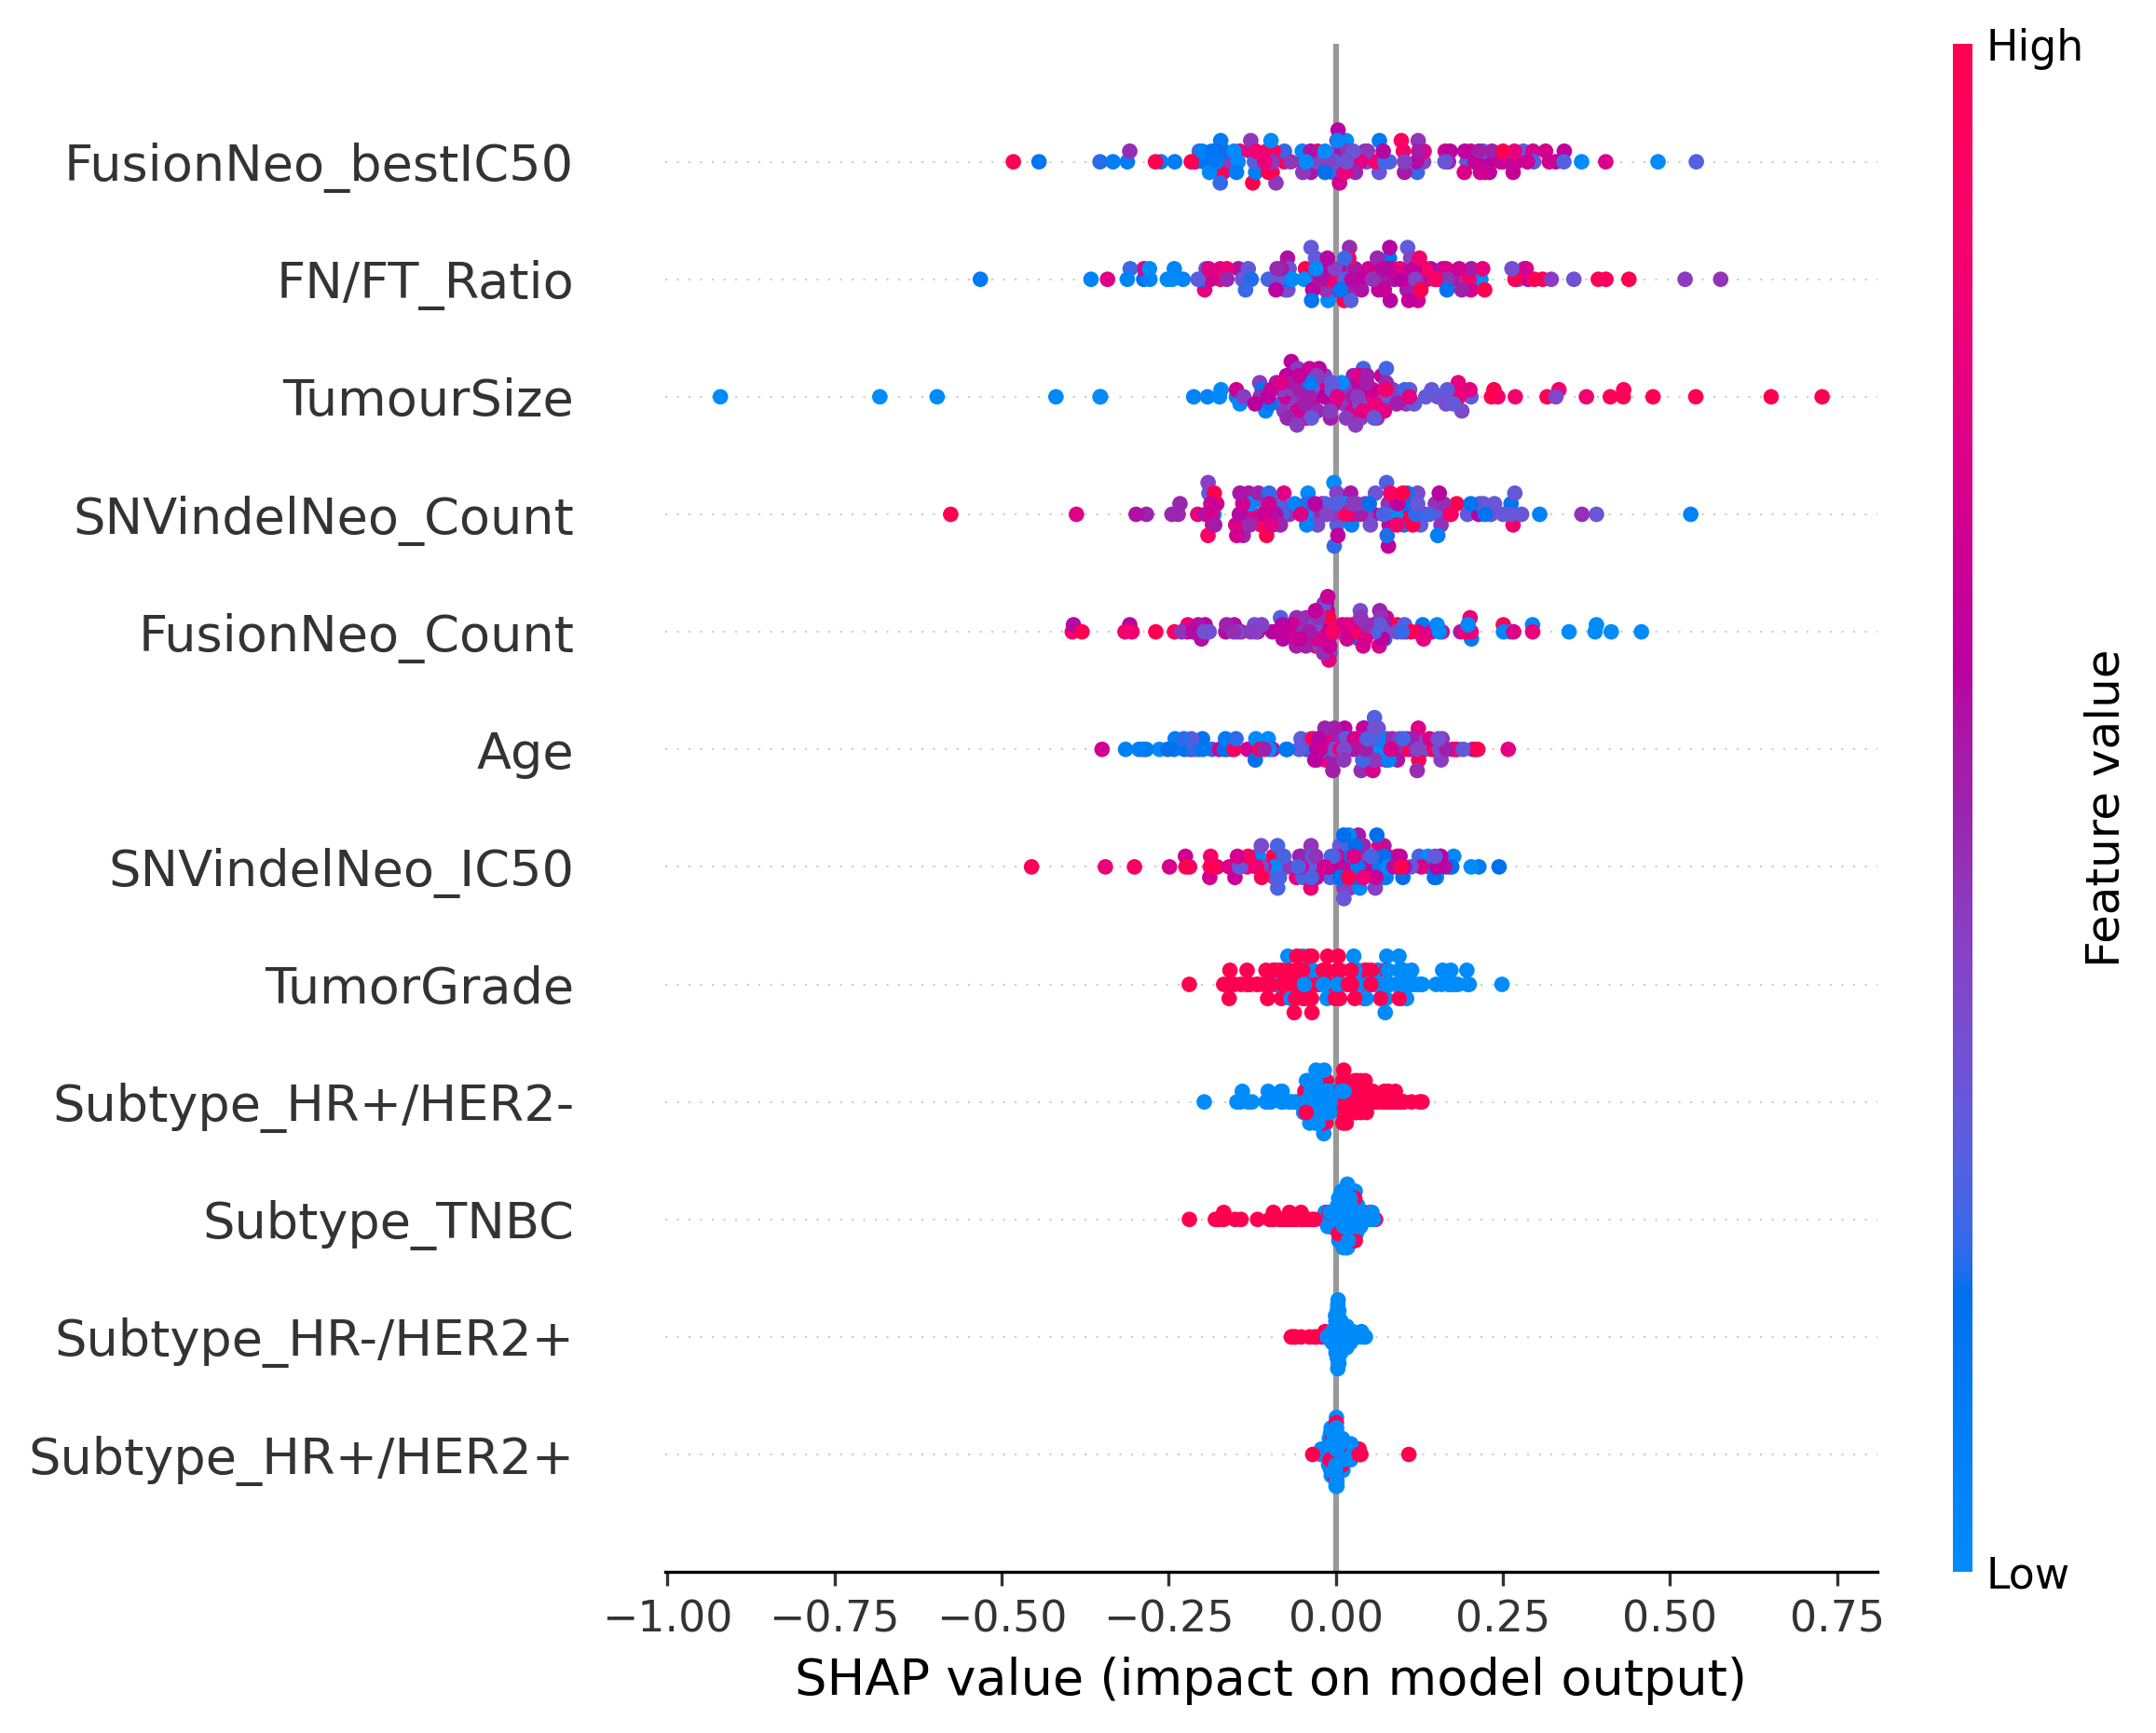 High
FusionNeo_bestIC50
FN/FT_Ratio
TumourSize
SNVindelNeo_Count
FusionNeo_Count
Age
SNVindelNeo_IC50
TumorGrade
Subtype_HR+/HER2-
Subtype_TNBC
Subtype_HR-/HER2+
Subtype_HR+/HER2+
Feature value
Low
−1.00 −0.75 −0.50 −0.25 0.00 0.25 0.50 0.75
SHAP value (impact on model output)